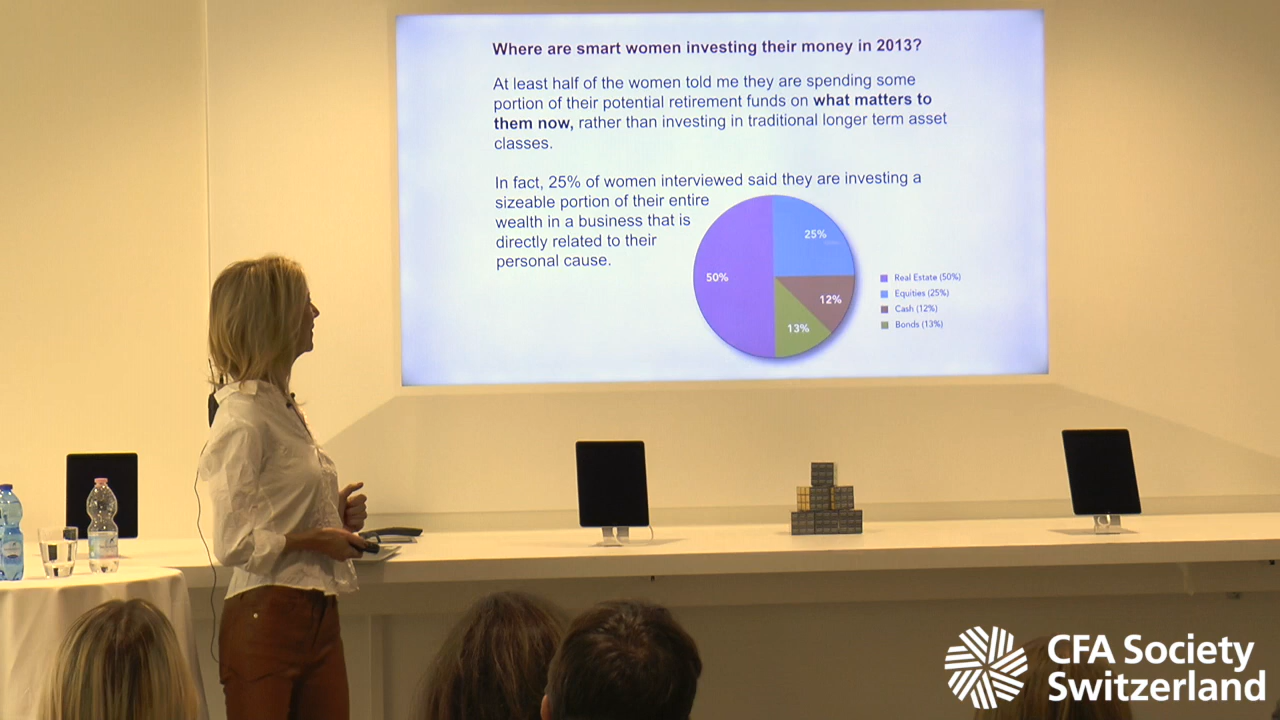 Where are smart women investing their money in 2013?
At least half of the women told me they are spending some
portion of their potential retirement funds on what matters to
them now, rather than investing in traditional longer term asset
classes.
In fact, 25% of women interviewed said they are investing a
sizeable portion of their entire
wealth in a business that is
directly related to their
personal cause.
25%
50%
12%
13%
Real Estate (50%)
Equities (25%)
Cash (12%)
Bonds (13%)
CFA Society
Switzerland